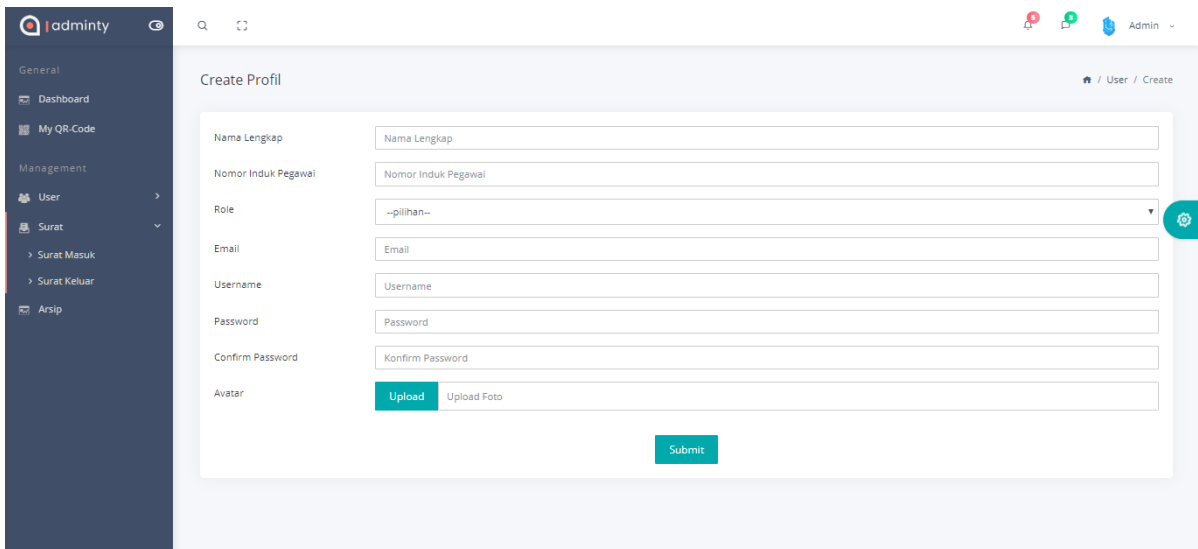 adminty
Admin
General
Dashboard
My QR-Code
Management
User
Surat
Surat Masuk
Surat Keluar
Arsip
Create Profil
/ User / Create
Nama Lengkap
Nama Lengkap
Nomor Induk Pegawai
Nomor Induk Pegawai
Role
--pilihan--
Email
Email
Username
Username
Password
Password
Confirm Password
Konfirm Password
Avatar
Upload
Upload Foto
Submit